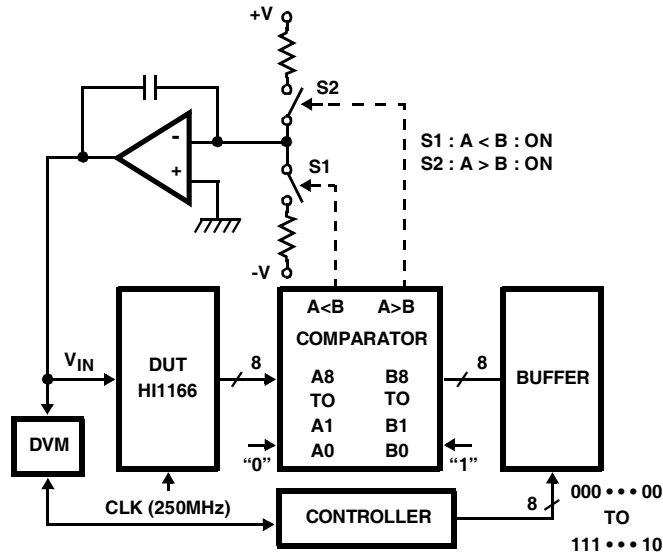 +V
S2
-
+
S1
S1 : A < B : ON
S2 : A > B : ON
-V
A<B A>B
COMPARATOR
A8 B8
TO TO
A1 B1
A0 B0
DUT
HI1166
8
8
BUFFER
VIN
DVM
"0"
"1"
CLK (250MHz)
CONTROLLER
8
000 ••• 00
TO
111 ••• 10